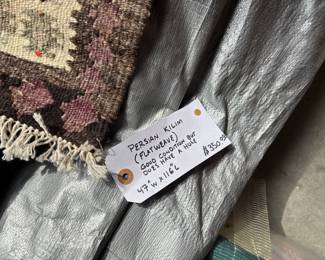 PERSIAN KILIM
(FLATWEAVE)
GOOD CONDITION BUT
DOES HAVE A HOLE
47" W x 116" L
$350.00